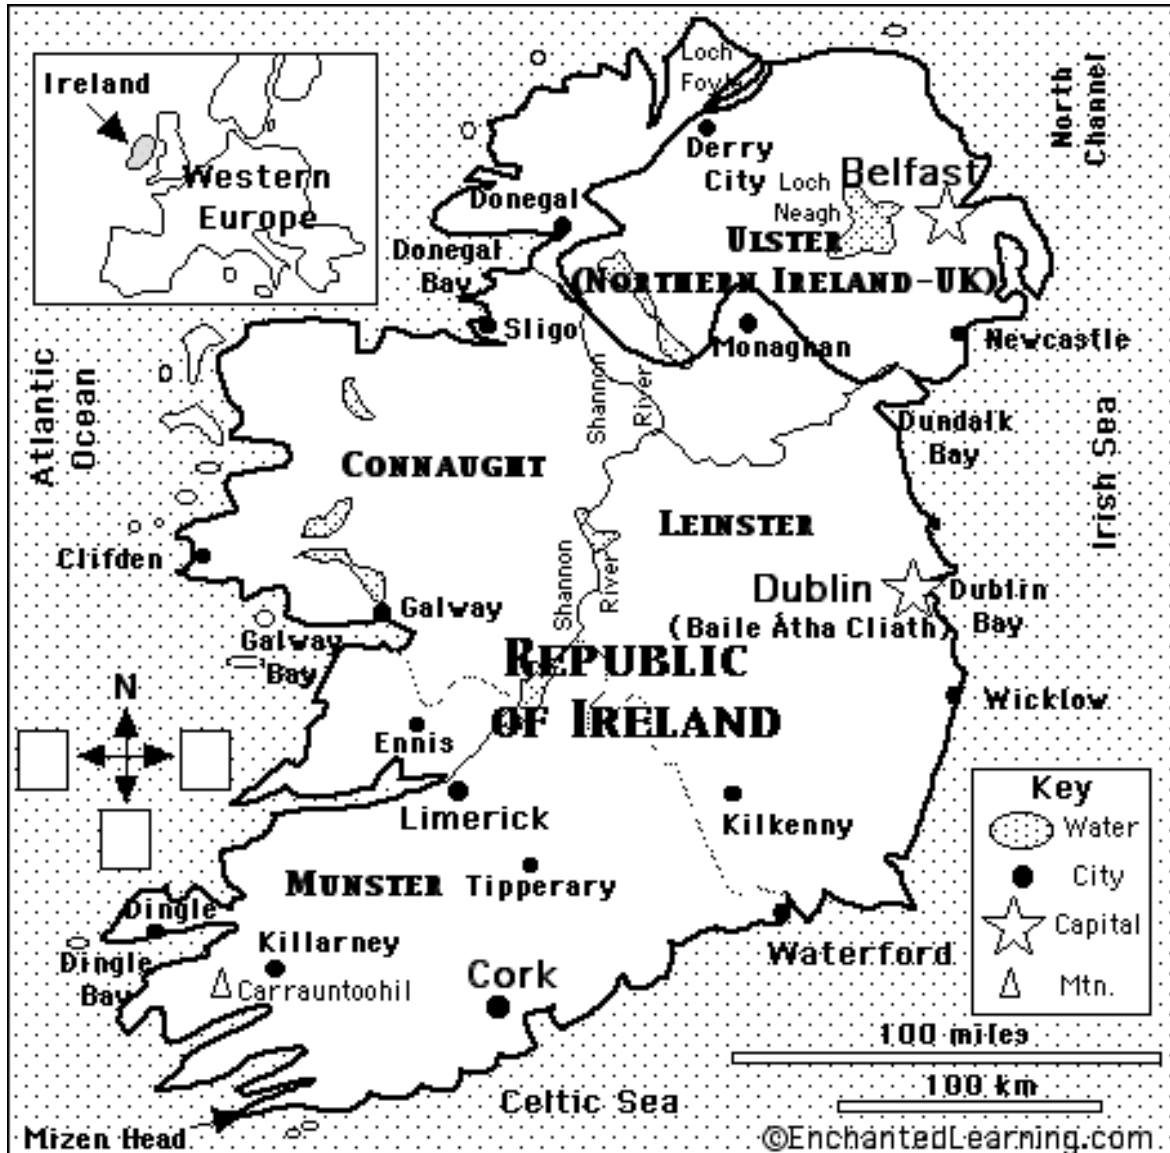 Ireland
Western
Europe
Loch
Foyle
North
Channel
Derry
City
Belfast
Loch
Neagh
Donegal
ULSTER
(NORTHERN IRELAND-UK)
Donegal
Bay
Sligo
Monaghan
Newcastle
Atlantic
Ocean
Shannon
River
Dundalk
Bay
Irish Sea
CONNAUGHT
LEINSTER
Clifden
Shannon
River
Galway
Dublin
(Baile Átha Cliath)
Dublin
Bay
Galway
Bay
REPUBLIC
OF IRELAND
N
Wicklow
Ennis
Limerick
Kilkenny
Key
Water
City
Capital
Mtn.
MUNSTER
Tipperary
Dingle
Dingle
Bay
Killarney
Carrauntoohil
Cork
Waterford
100 miles
100 km
Celtic Sea
Mizen Head
©EnchantedLearning.com